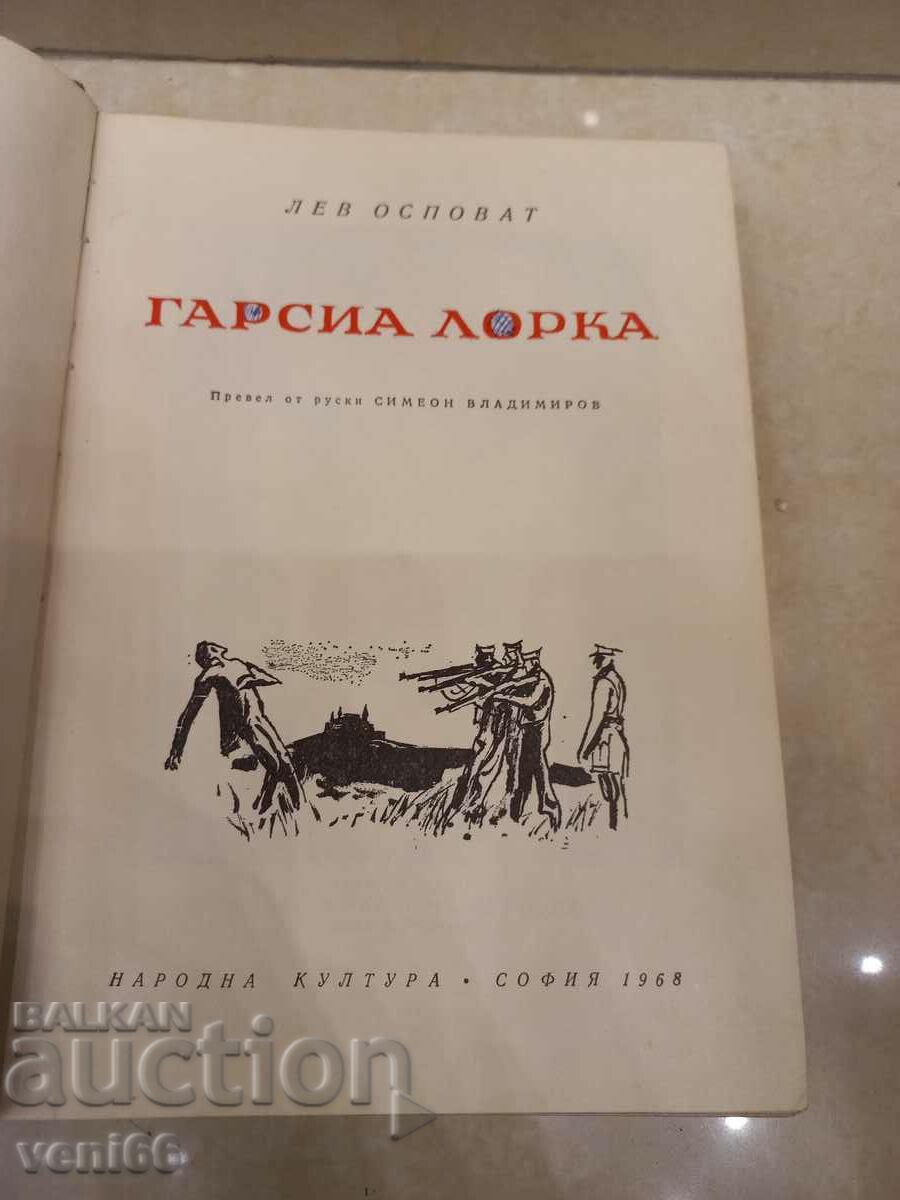 ЛЕВ ОСПОВАТ
ГАРСИА ЛОРКА
Превел от руски СИМЕОН ВЛАДИМИРОВ
НАРОДНА КУЛТУРА • СОФИЯ 1968
BALKAN
auction
veni66